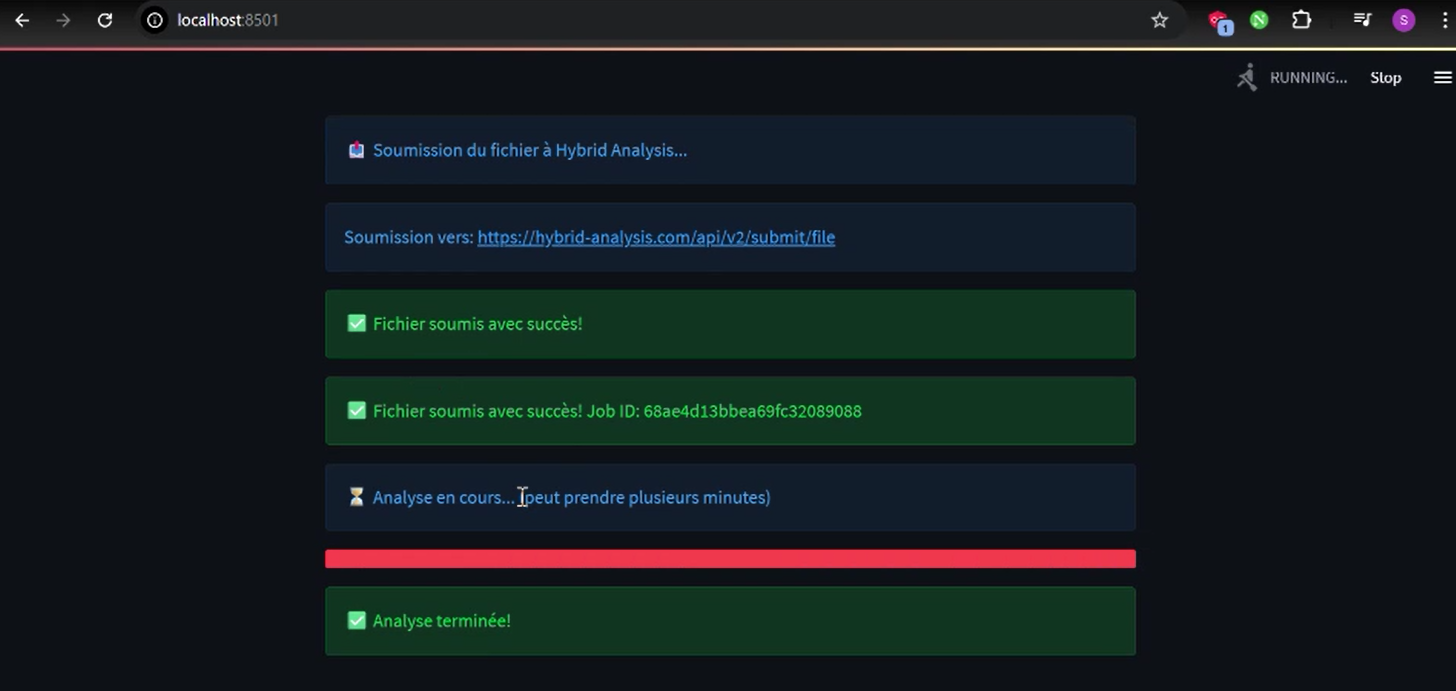 localhost:8501
1
S
RUNNING...
Stop
Soumission du fichier à Hybrid Analysis...
Soumission vers: https://hybrid-analysis.com/api/v2/submit/file
Fichier soumis avec succès!
Fichier soumis avec succès! Job ID: 68ae4d13bbea69fc32089088
Analyse en cours... (peut prendre plusieurs minutes)
Analyse terminée!